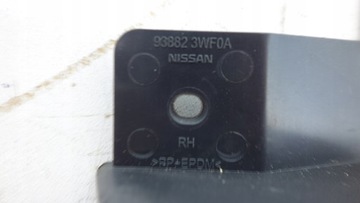 93882 3WF0A
NISSAN
RH
>PP+EPDM<